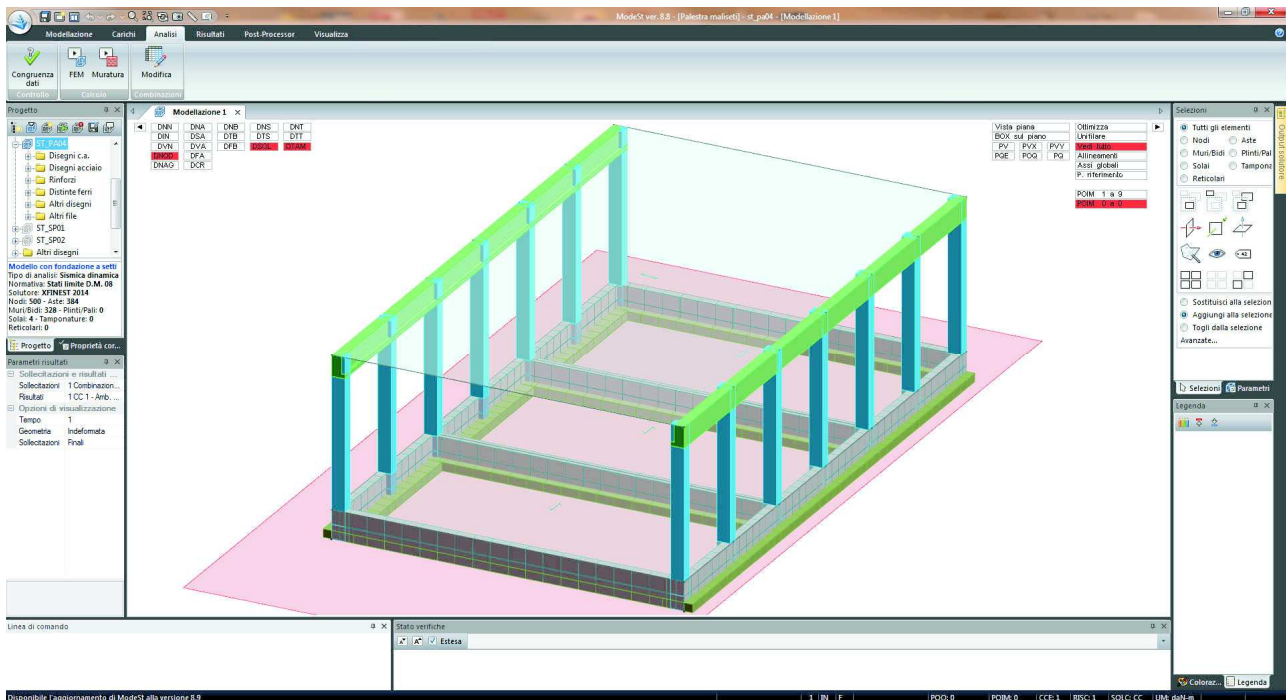 ModeSt ver. 8.8 - [Palestra maliseti] - st_pa04 - [Modellazione 1]
Modellazione Carichi Analisi Risultati Post-Processor Visualizza
Congruenza dati FEM Muratura Modifica
Controllo Calcolo Combinazioni
Progetto
Modellazione 1
ST_PA04
Disegni c.a.
Disegni acciaio
Rinforzi
Distinte ferri
Altri disegni
Altri file
ST_SP01
ST_SP02
Altri disegni
Modello con fondazione a setti
Tipo di analisi: Sismica dinamica
Normativa: Stati limite D.M. 08
Solutore: XFINEST 2014
Nodi: 500 - Aste: 384
Muri/Bidi: 328 - Plinti/Pali: 0
Solai: 4 - Tamponature: 0
Reticolari: 0
Progetto Proprietà cor...
Parametri risultati
Sollecitazioni e risultati ...
Sollecitazioni 1 Combinazion...
Risultati 1 CC 1 - Amb. ...
Opzioni di visualizzazione
Tempo 1
Geometria Indeformata
Sollecitazioni Finali
DNN DNA DNB DNS DNT
DIN DSA DTB DTS DTT
DVN DVA DFB DSOL DTAM
DNOD DFA
DNAG DCR
Vista piana Ottimizza
BOX sul piano Unifilare
PV PVX PVY Vedi tutto
PQE POQ PQ Allineamenti
Assi globali
P. riferimento
POIM 1 a 9
POIM 0 a 0
Selezioni
Tutti gli elementi
Nodi Aste
Muri/Bidi Plinti/Pal
Solai Tampona
Reticolari
42
Sostituisci alla selezion
Aggiungi alla selezione
Togli dalla selezione
Avanzate...
Selezioni Parametri
Legenda
Coloraz... Legenda
Output solutore
Linea di comando
Stato verifiche
Estesa
Disponibile l'aggiornamento di ModeSt alla versione 8.9
1 IN F POO: 0 POIM: 0 CCE: 1 RISC: 1 SOLC: CC UM: daN-m